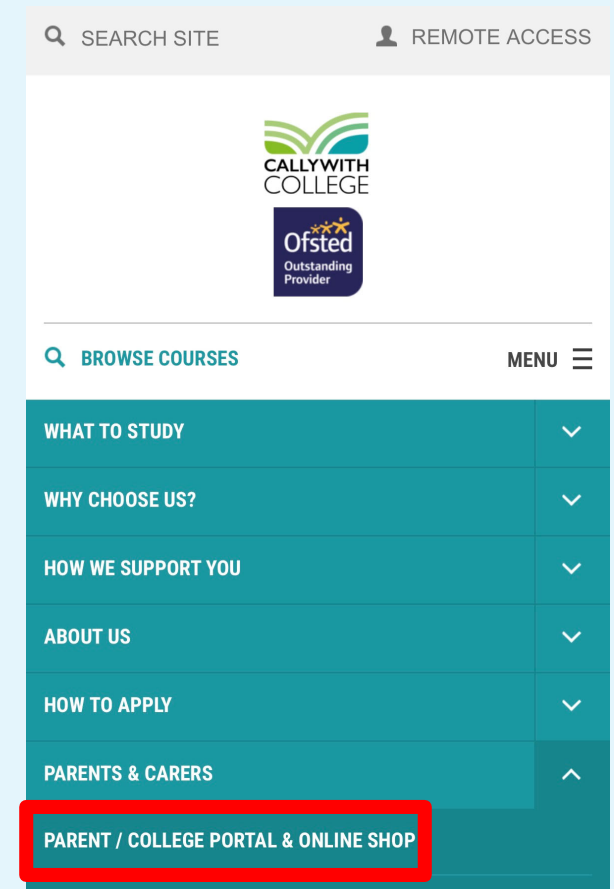 SEARCH SITE
REMOTE ACCESS
CALLYWITH
COLLEGE
Ofsted
Outstanding
Provider
BROWSE COURSES
MENU
WHAT TO STUDY
WHY CHOOSE US?
HOW WE SUPPORT YOU
ABOUT US
HOW TO APPLY
PARENTS & CARERS
PARENT / COLLEGE PORTAL & ONLINE SHOP